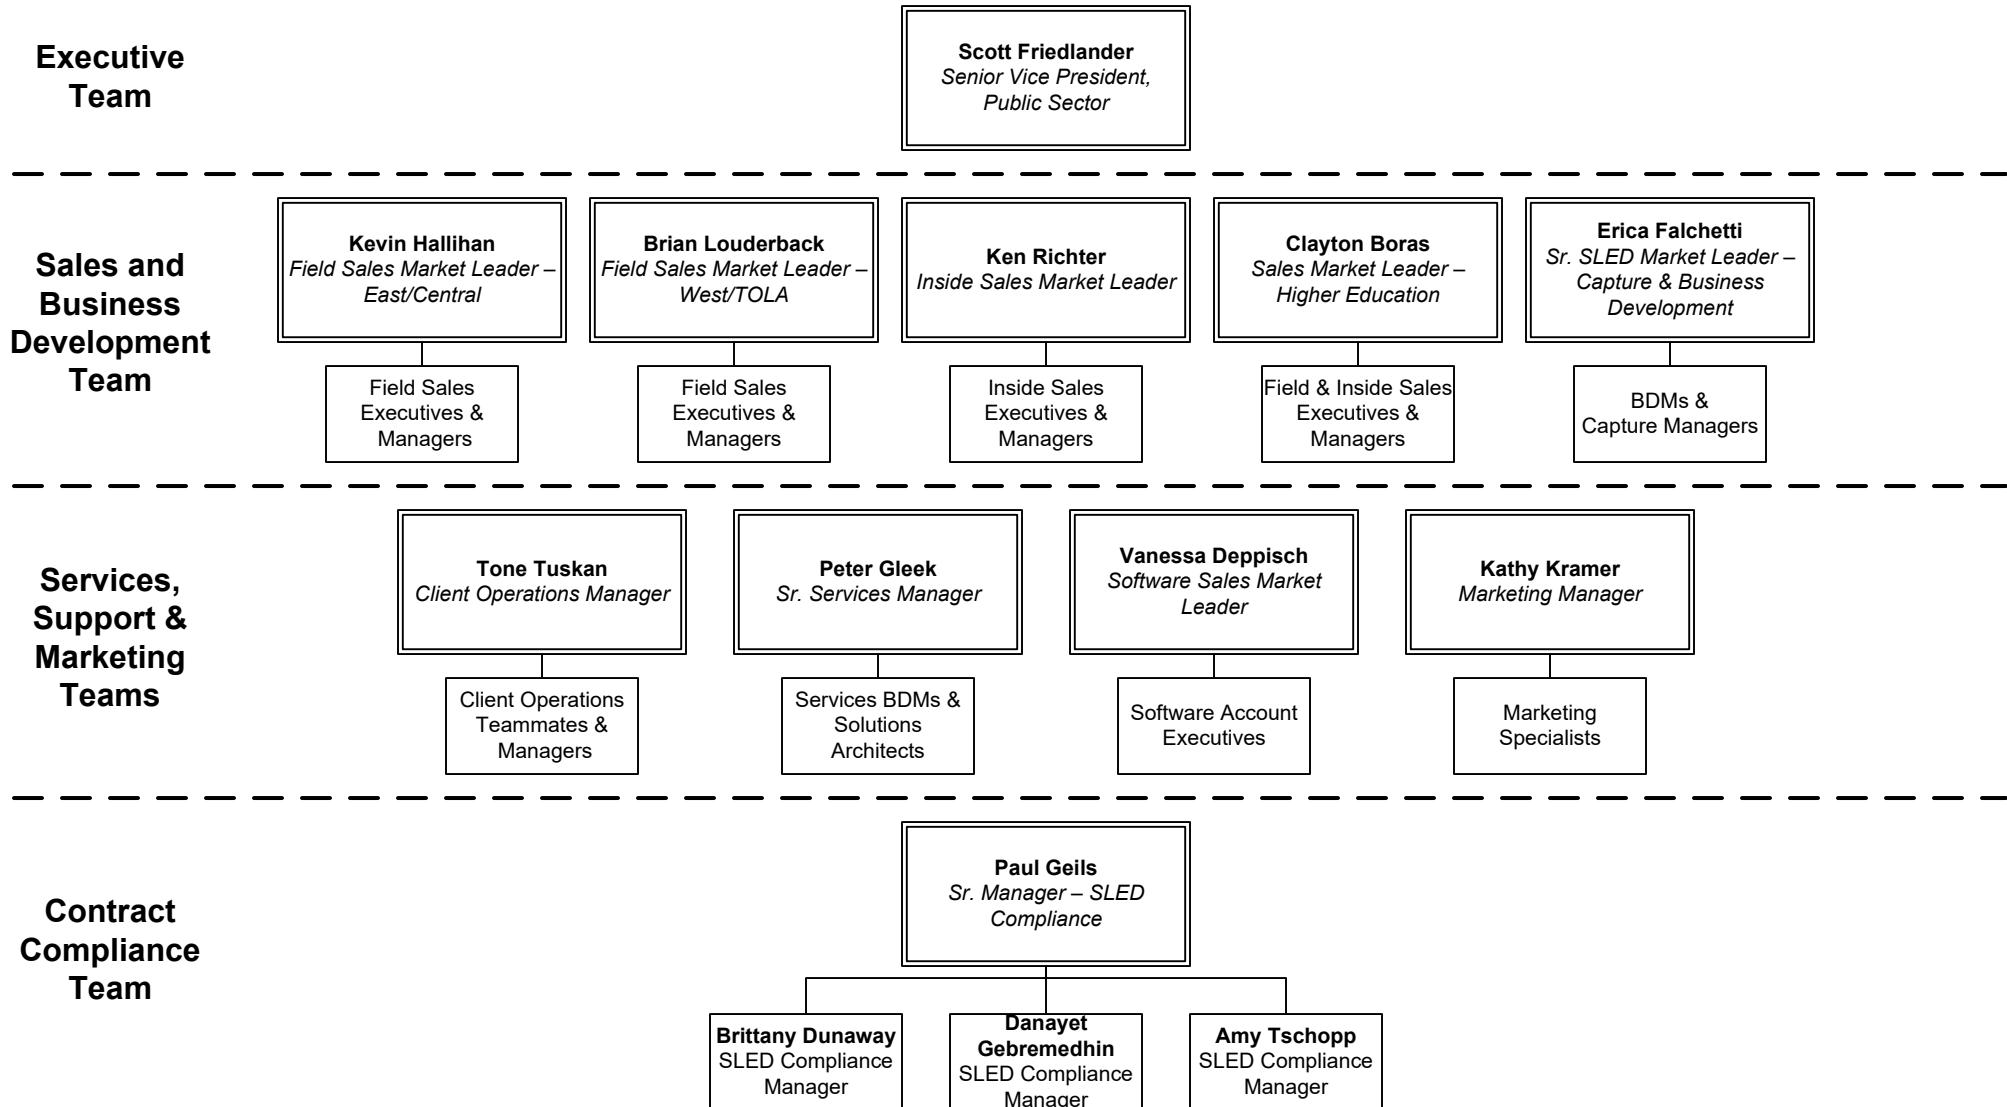 Executive
Team
Scott Friedlander
Senior Vice President,
Public Sector
Sales and
Business
Development
Team
Kevin Hallihan
Field Sales Market Leader –
East/Central
Brian Louderback
Field Sales Market Leader –
West/TOLA
Ken Richter
Inside Sales Market Leader
Clayton Boras
Sales Market Leader –
Higher Education
Erica Falchetti
Sr. SLED Market Leader –
Capture & Business
Development
Field Sales
Executives &
Managers
Field Sales
Executives &
Managers
Inside Sales
Executives &
Managers
Field & Inside Sales
Executives &
Managers
BDMs &
Capture Managers
Services,
Support &
Marketing
Teams
Tone Tuskan
Client Operations Manager
Peter Gleek
Sr. Services Manager
Vanessa Deppisch
Software Sales Market
Leader
Kathy Kramer
Marketing Manager
Client Operations
Teammates &
Managers
Services BDMs &
Solutions
Architects
Software Account
Executives
Marketing
Specialists
Contract
Compliance
Team
Paul Geils
Sr. Manager – SLED
Compliance
Brittany Dunaway
SLED Compliance
Manager
Danayet
Gebremedhin
SLED Compliance
Manager
Amy Tschopp
SLED Compliance
Manager